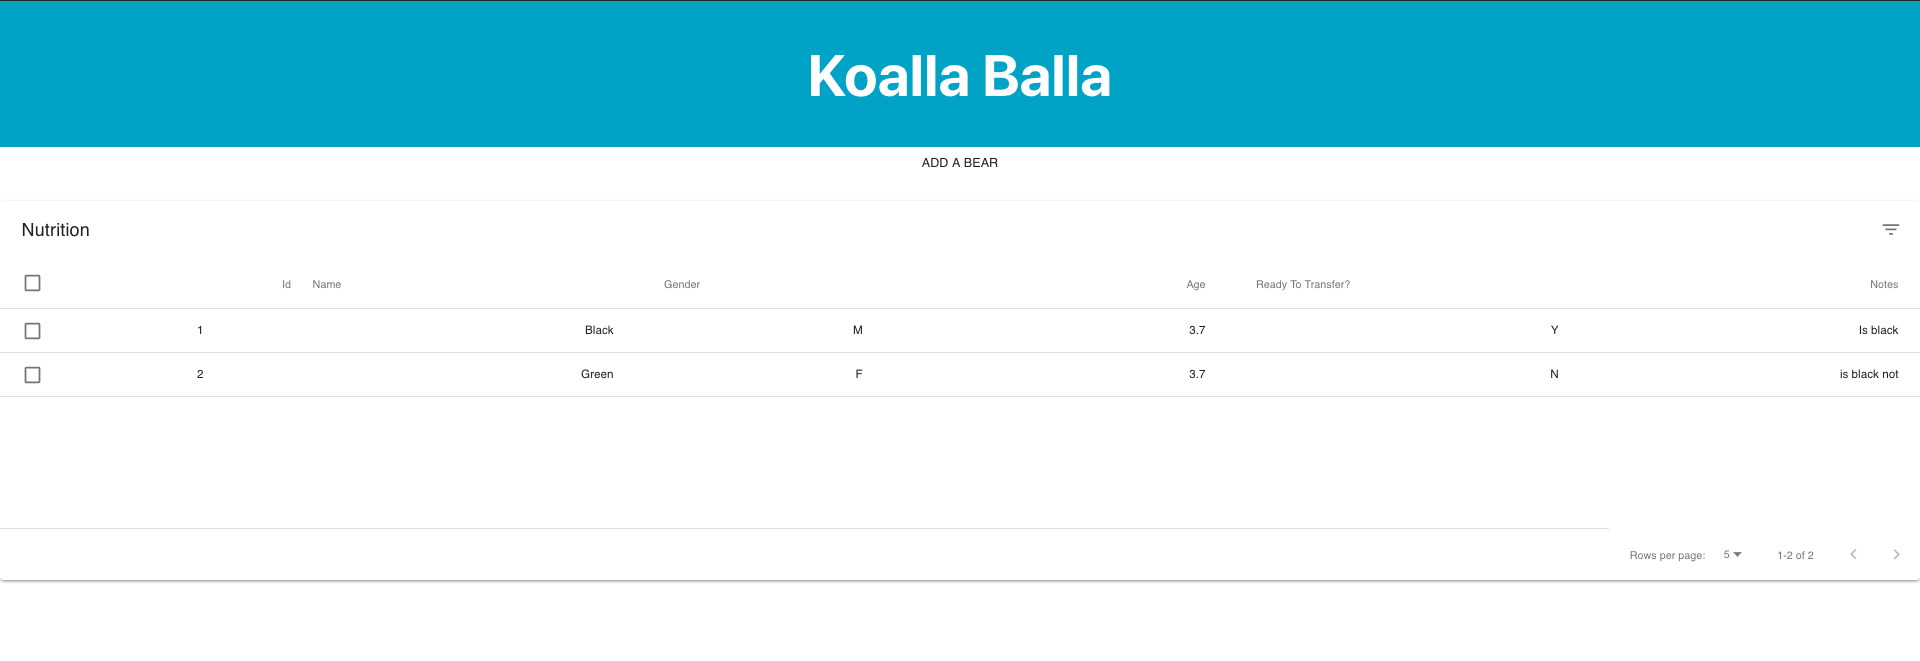 Koalla Balla
ADD A BEAR
Nutrition
Id Name Gender Age Ready To Transfer? Notes
1 Black M 3.7 Y Is black
2 Green F 3.7 N is black not
Rows per page: 5 1-2 of 2